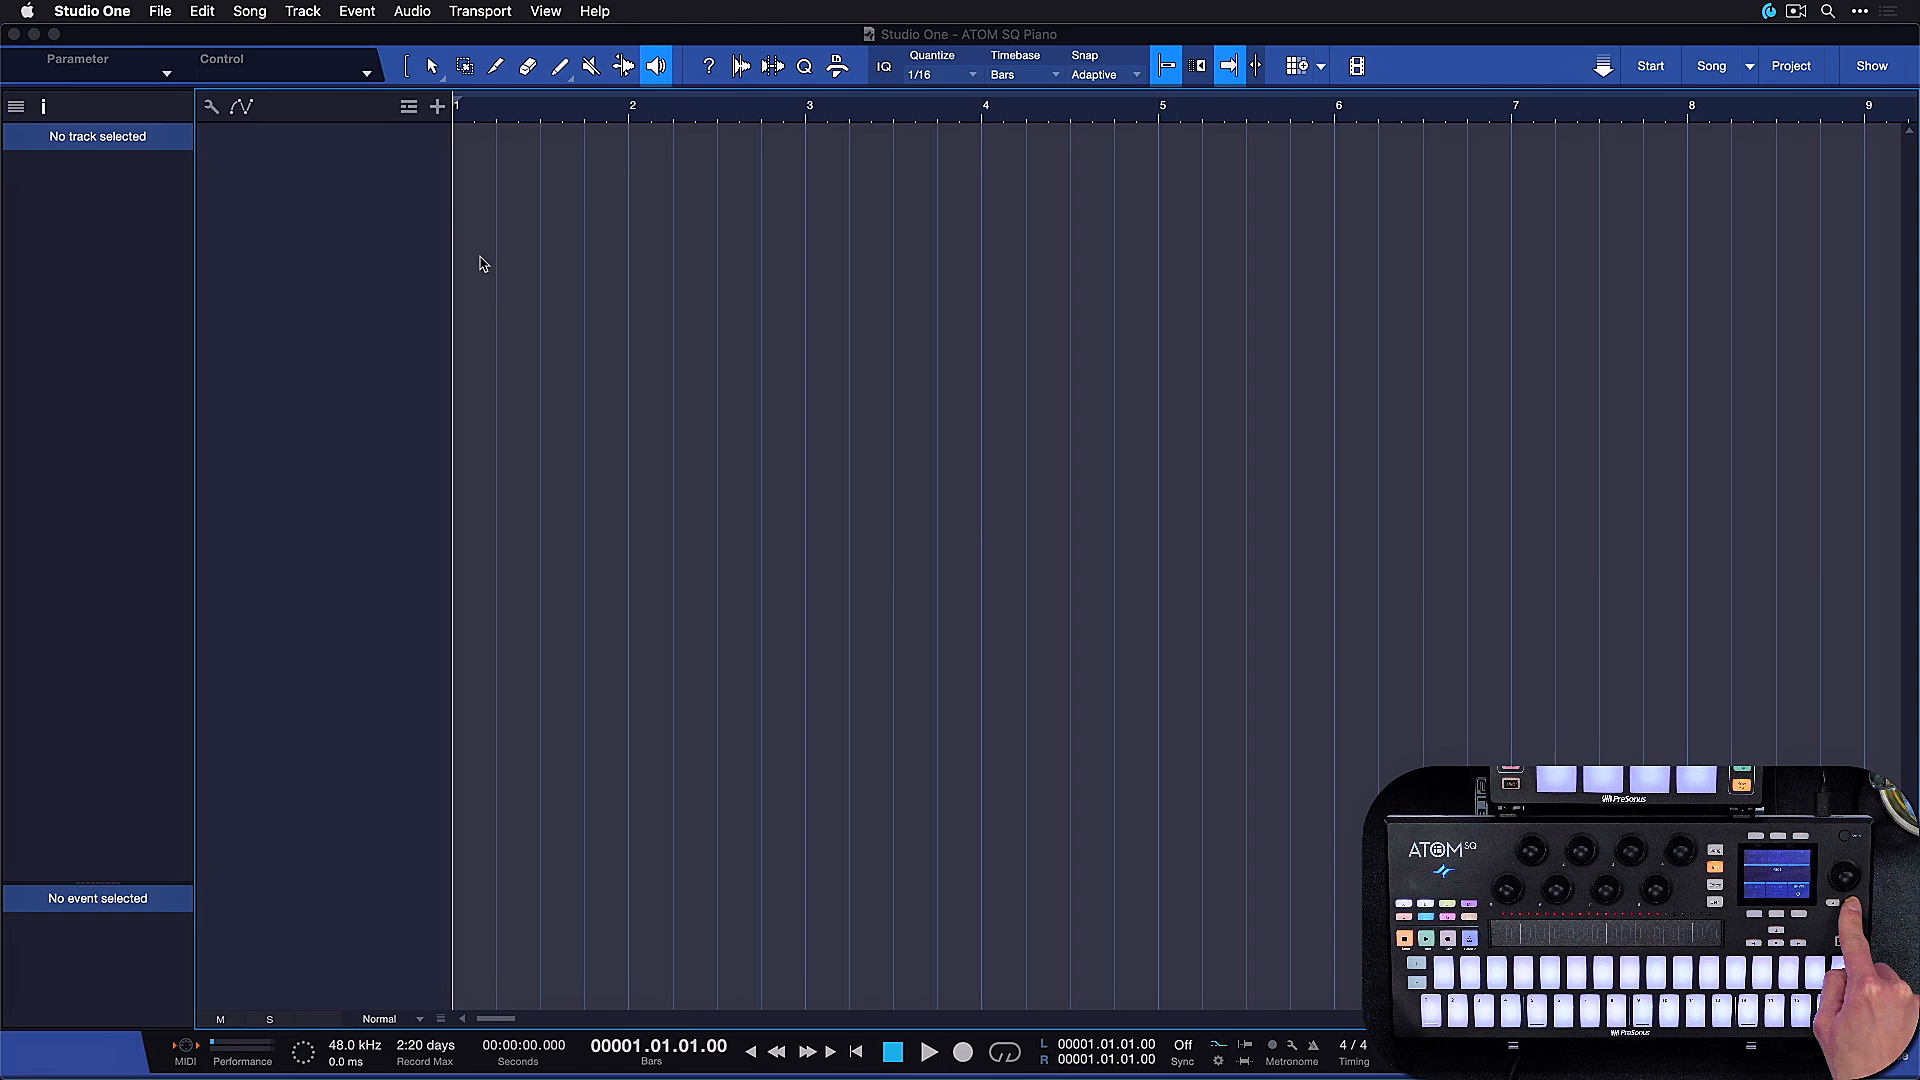 Studio One File Edit Song Track Event Audio Transport View Help
Studio One - ATOM SQ Piano
Parameter Control
IQ Quantize 1/16 Timebase Bars Snap Adaptive
Start Song Project Show
i
1 2 3 4 5 6 7 8 9
No track selected
No event selected
PreSonus
ATOM SQ
PreSonus
M S Normal
MIDI
Performance
48.0 kHz
0.0 ms
2:20 days
Record Max
00:00:00.000
Seconds
00001.01.01.00
Bars
L 00001.01.01.00
R 00001.01.01.00
Off
Sync
Metronome
4 / 4
Timing